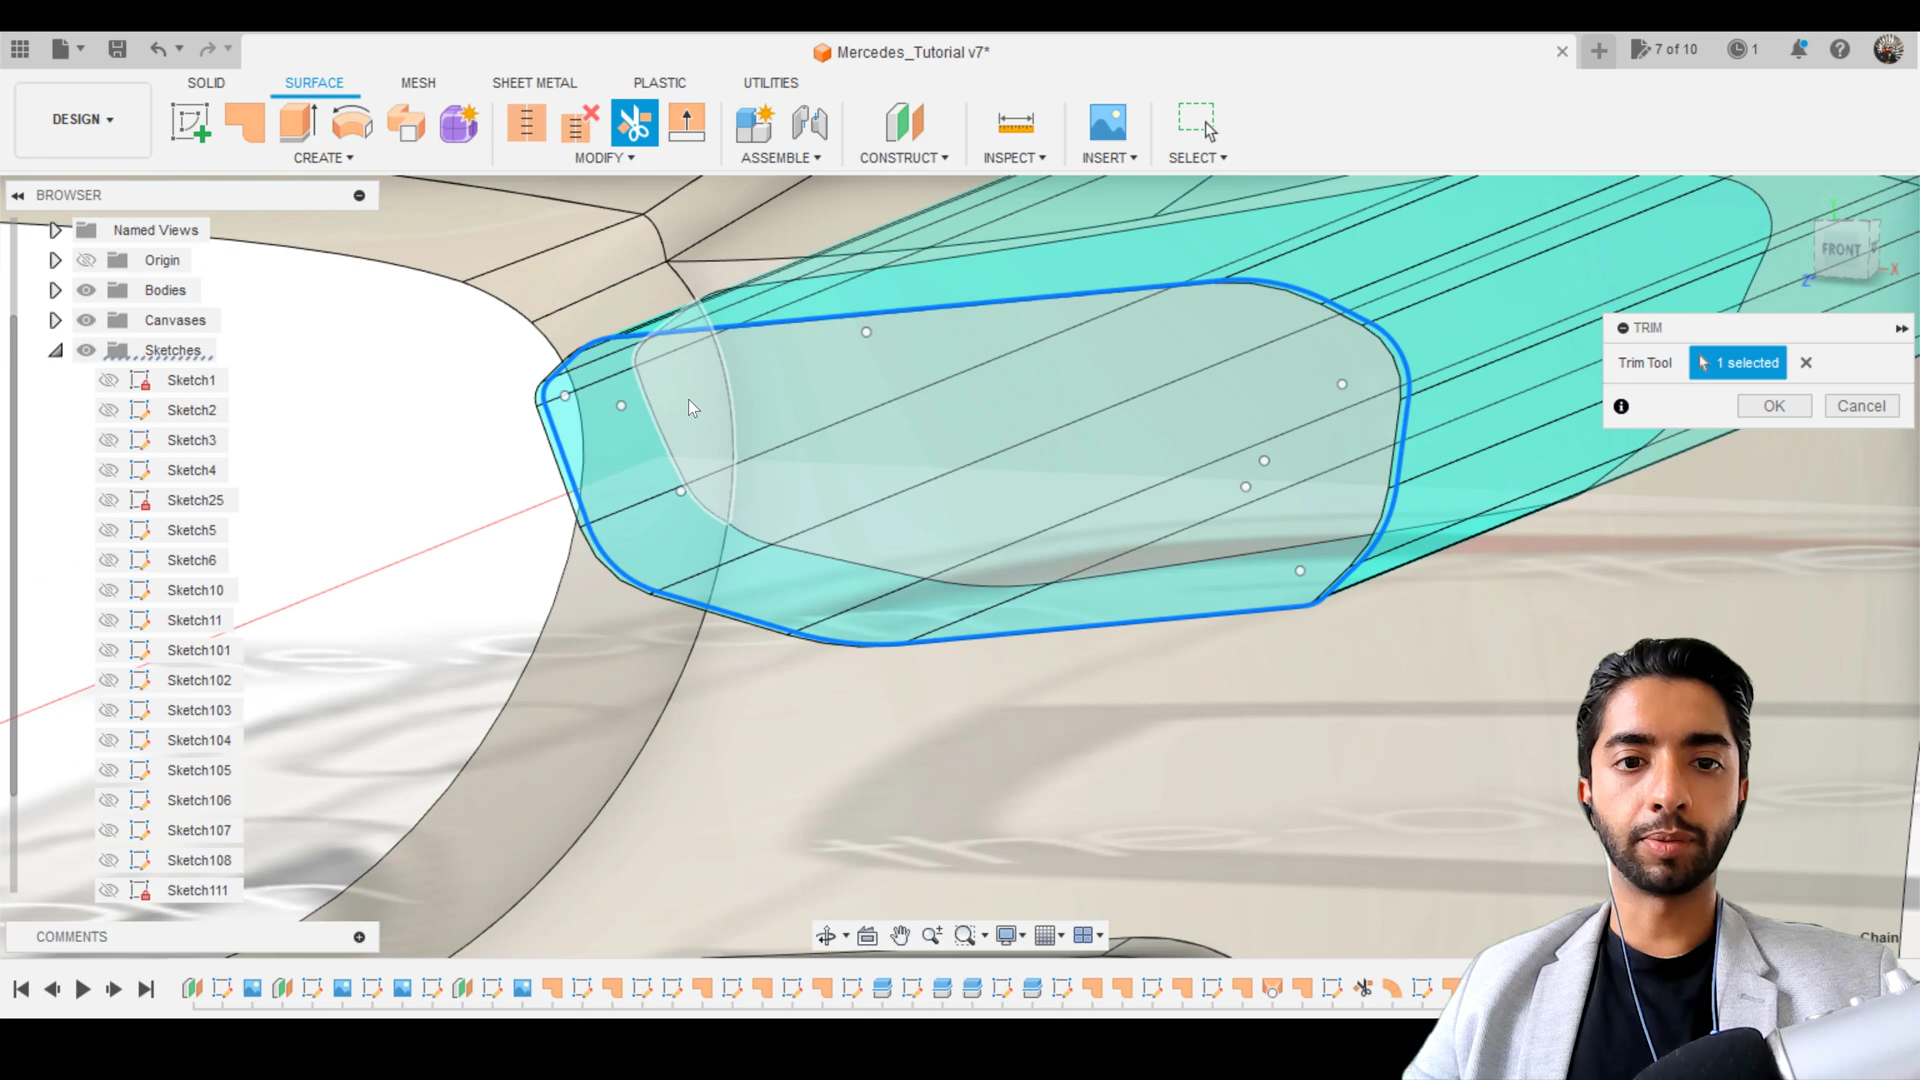 Mercedes_Tutorial v7*
7 of 10
1
DESIGN
SOLID
SURFACE
MESH
SHEET METAL
PLASTIC
UTILITIES
CREATE
MODIFY
ASSEMBLE
CONSTRUCT
INSPECT
INSERT
SELECT
BROWSER
Named Views
Origin
Bodies
Canvases
Sketches
Sketch1
Sketch2
Sketch3
Sketch4
Sketch25
Sketch5
Sketch6
Sketch10
Sketch11
Sketch101
Sketch102
Sketch103
Sketch104
Sketch105
Sketch106
Sketch107
Sketch108
Sketch111
Y
FRONT
X
Z
TRIM
Trim Tool
1 selected
OK
Cancel
COMMENTS
Chain